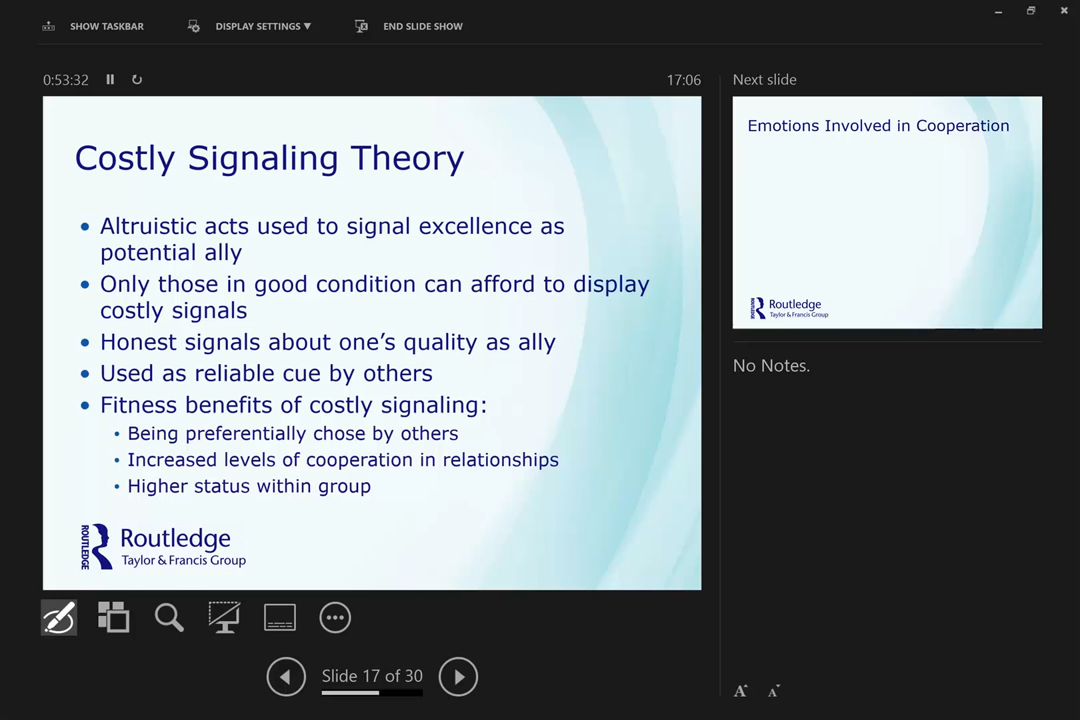 SHOW TASKBAR
DISPLAY SETTINGS ▼
END SLIDE SHOW
0:53:32
17:06
Next slide
Costly Signaling Theory
• Altruistic acts used to signal excellence as
potential ally
• Only those in good condition can afford to display
costly signals
• Honest signals about one’s quality as ally
• Used as reliable cue by others
• Fitness benefits of costly signaling:
• Being preferentially chose by others
• Increased levels of cooperation in relationships
• Higher status within group
ROUTLEDGE
Routledge
Taylor & Francis Group
Emotions Involved in Cooperation
ROUTLEDGE
Routledge
Taylor & Francis Group
No Notes.
Slide 17 of 30
A A